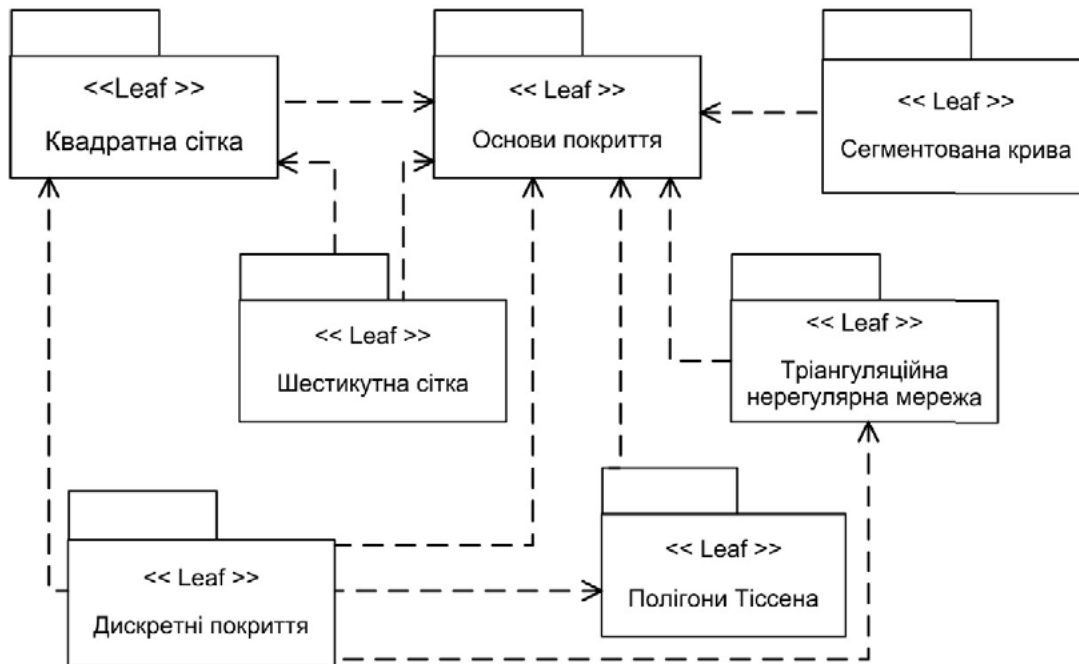 <<Leaf >>
Квадратна сітка
<< Leaf >>
Основи покриття
<< Leaf >>
Сегментована крива
<< Leaf >>
Шестикутна сітка
<< Leaf >>
Тріангуляційна
нерегулярна мережа
<< Leaf >>
Дискретні покриття
<< Leaf >>
Полігони Тіссена